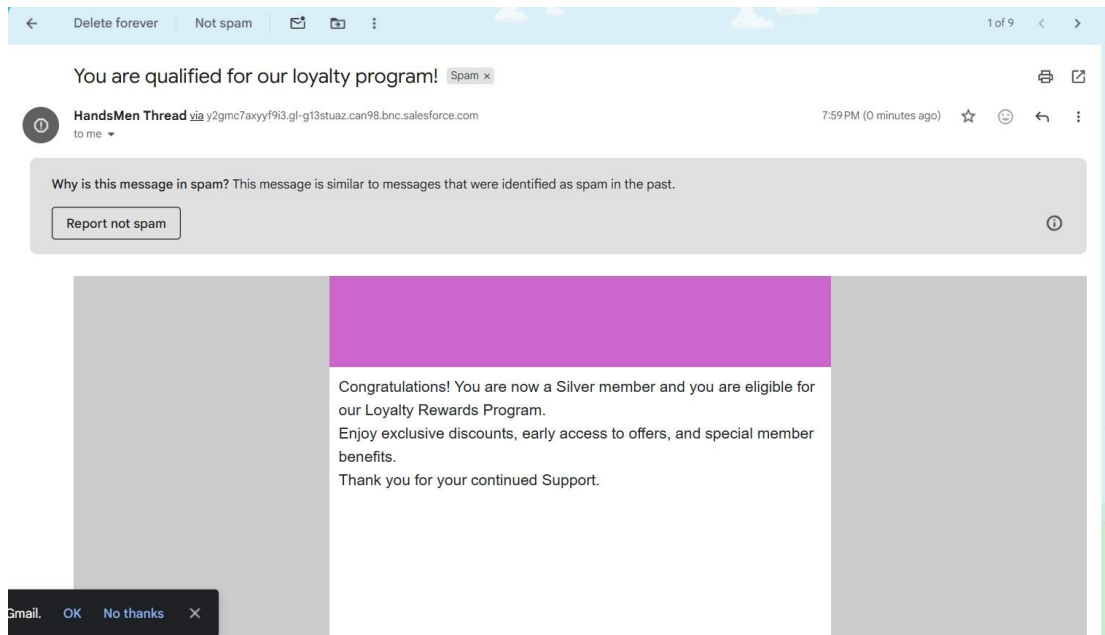 Delete forever
Not spam
1 of 9
You are qualified for our loyalty program!
Spam ×
HandsMen Thread via y2gmc7axyyf9i3.gl-g13stuaz.can98.bnc.salesforce.com
7:59 PM (0 minutes ago)
to me
Why is this message in spam? This message is similar to messages that were identified as spam in the past.
Report not spam
Congratulations! You are now a Silver member and you are eligible for
our Loyalty Rewards Program.
Enjoy exclusive discounts, early access to offers, and special member
benefits.
Thank you for your continued Support.
Gmail. OK No thanks